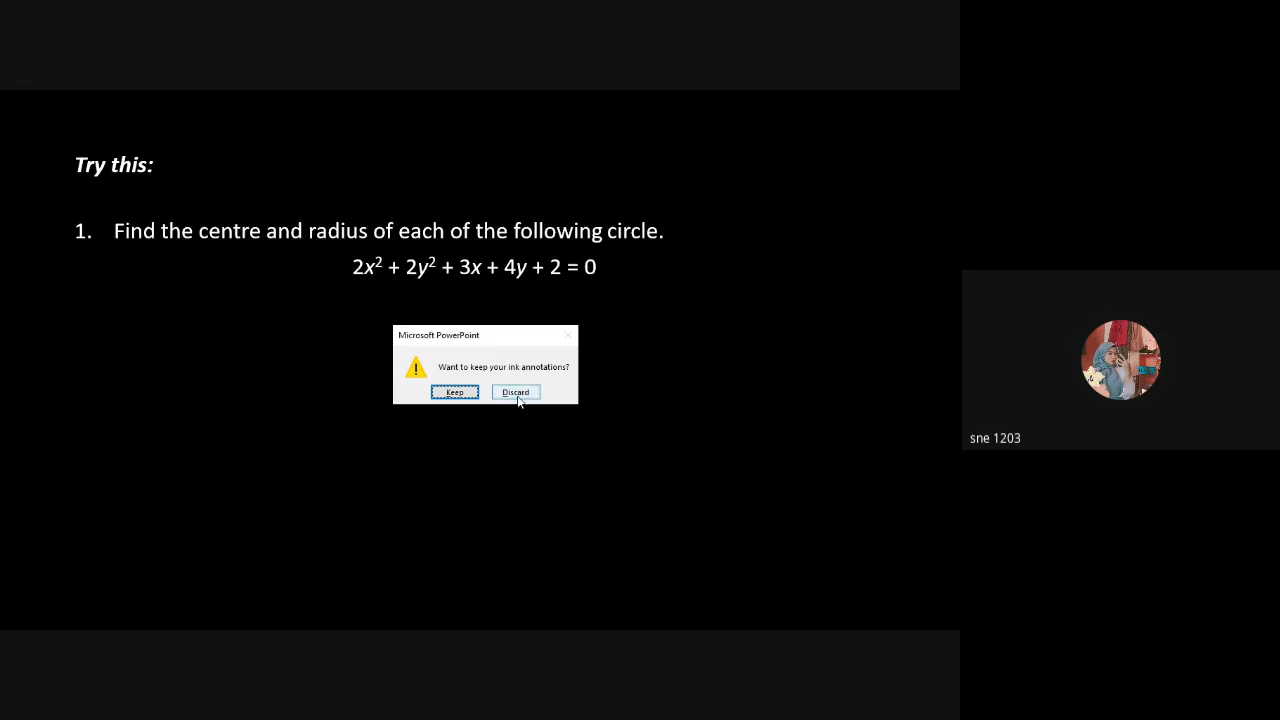 Try this:
1. Find the centre and radius of each of the following circle.
2x² + 2y² + 3x + 4y + 2 = 0
Microsoft PowerPoint
Want to keep your ink annotations?
Keep Discard
sne 1203